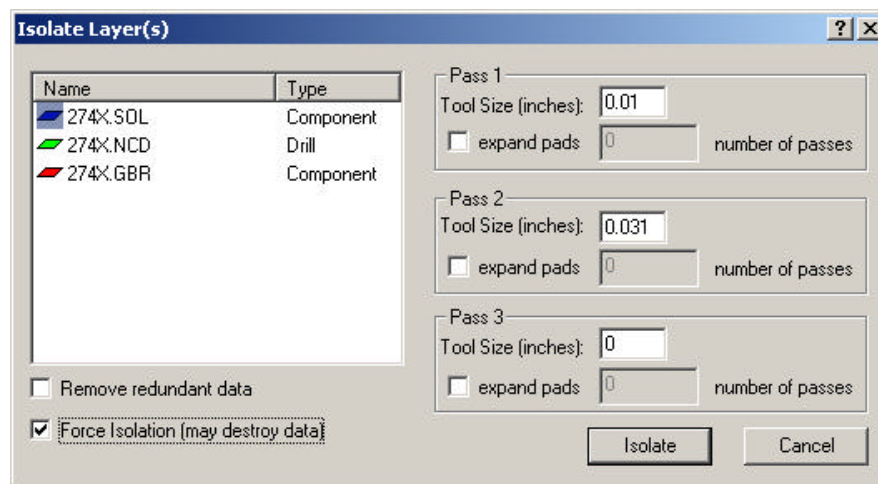 Isolate Layer(s)
Name Type
274X.SOL Component
274X.NCD Drill
274X.GBR Component
Remove redundant data
Force Isolation (may destroy data)
Pass 1
Tool Size (inches): 0.01
expand pads 0 number of passes
Pass 2
Tool Size (inches): 0.031
expand pads 0 number of passes
Pass 3
Tool Size (inches): 0
expand pads 0 number of passes
Isolate Cancel